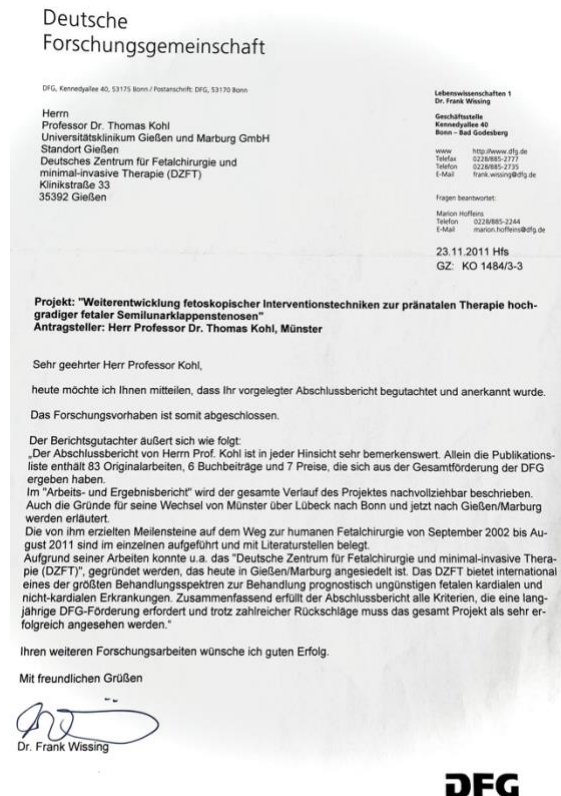 Deutsche
Forschungsgemeinschaft
DFG, Kennedyallee 40, 53175 Bonn / Postanschrift: DFG, 53170 Bonn
Herrn
Professor Dr. Thomas Kohl
Universitätsklinikum Gießen und Marburg GmbH
Standort Gießen
Deutsches Zentrum für Fetalchirurgie und
minimal-invasive Therapie (DZFT)
Klinikstraße 33
35392 Gießen
Lebenswissenschaften 1
Dr. Frank Wissing
Geschäftsstelle
Kennedyallee 40
Bonn - Bad Godesberg
www http://www.dfg.de
Telefax 0228/885-2777
Telefon 0228/885-2735
E-Mail frank.wissing@dfg.de
Fragen beantwortet:
Marion Hoffeins
Telefon 0228/885-2244
E-Mail marion.hoffeins@dfg.de
23.11.2011 Hfs
GZ: KO 1484/3-3
Projekt: "Weiterentwicklung fetoskopischer Interventionstechniken zur pränatalen Therapie hoch-
gradiger fetaler Semilunarklappenstenosen"
Antragsteller: Herr Professor Dr. Thomas Kohl, Münster
Sehr geehrter Herr Professor Kohl,
heute möchte ich Ihnen mitteilen, dass Ihr vorgelegter Abschlussbericht begutachtet und anerkannt wurde.
Das Forschungsvorhaben ist somit abgeschlossen.
Der Berichtsgutachter äußert sich wie folgt:
„Der Abschlussbericht von Herrn Prof. Kohl ist in jeder Hinsicht sehr bemerkenswert. Allein die Publikations-
liste enthält 83 Originalarbeiten, 6 Buchbeiträge und 7 Preise, die sich aus der Gesamtförderung der DFG
ergeben haben.
Im "Arbeits- und Ergebnisbericht" wird der gesamte Verlauf des Projektes nachvollziehbar beschrieben.
Auch die Gründe für seine Wechsel von Münster über Lübeck nach Bonn und jetzt nach Gießen/Marburg
werden erläutert.
Die von ihm erzielten Meilensteine auf dem Weg zur humanen Fetalchirurgie von September 2002 bis Au-
gust 2011 sind im einzelnen aufgeführt und mit Literaturstellen belegt.
Aufgrund seiner Arbeiten konnte u.a. das "Deutsche Zentrum für Fetalchirurgie und minimal-invasive Thera-
pie (DZFT)", gegründet werden, das heute in Gießen/Marburg angesiedelt ist. Das DZFT bietet international
eines der größten Behandlungsspektren zur Behandlung prognostisch ungünstigen fetalen kardialen und
nicht-kardialen Erkrankungen. Zusammenfassend erfüllt der Abschlussbericht alle Kriterien, die eine lang-
jährige DFG-Förderung erfordert und trotz zahlreicher Rückschläge muss das gesamt Projekt als sehr er-
folgreich angesehen werden."
Ihren weiteren Forschungsarbeiten wünsche ich guten Erfolg.
Mit freundlichen Grüßen
Dr. Frank Wissing
DFG